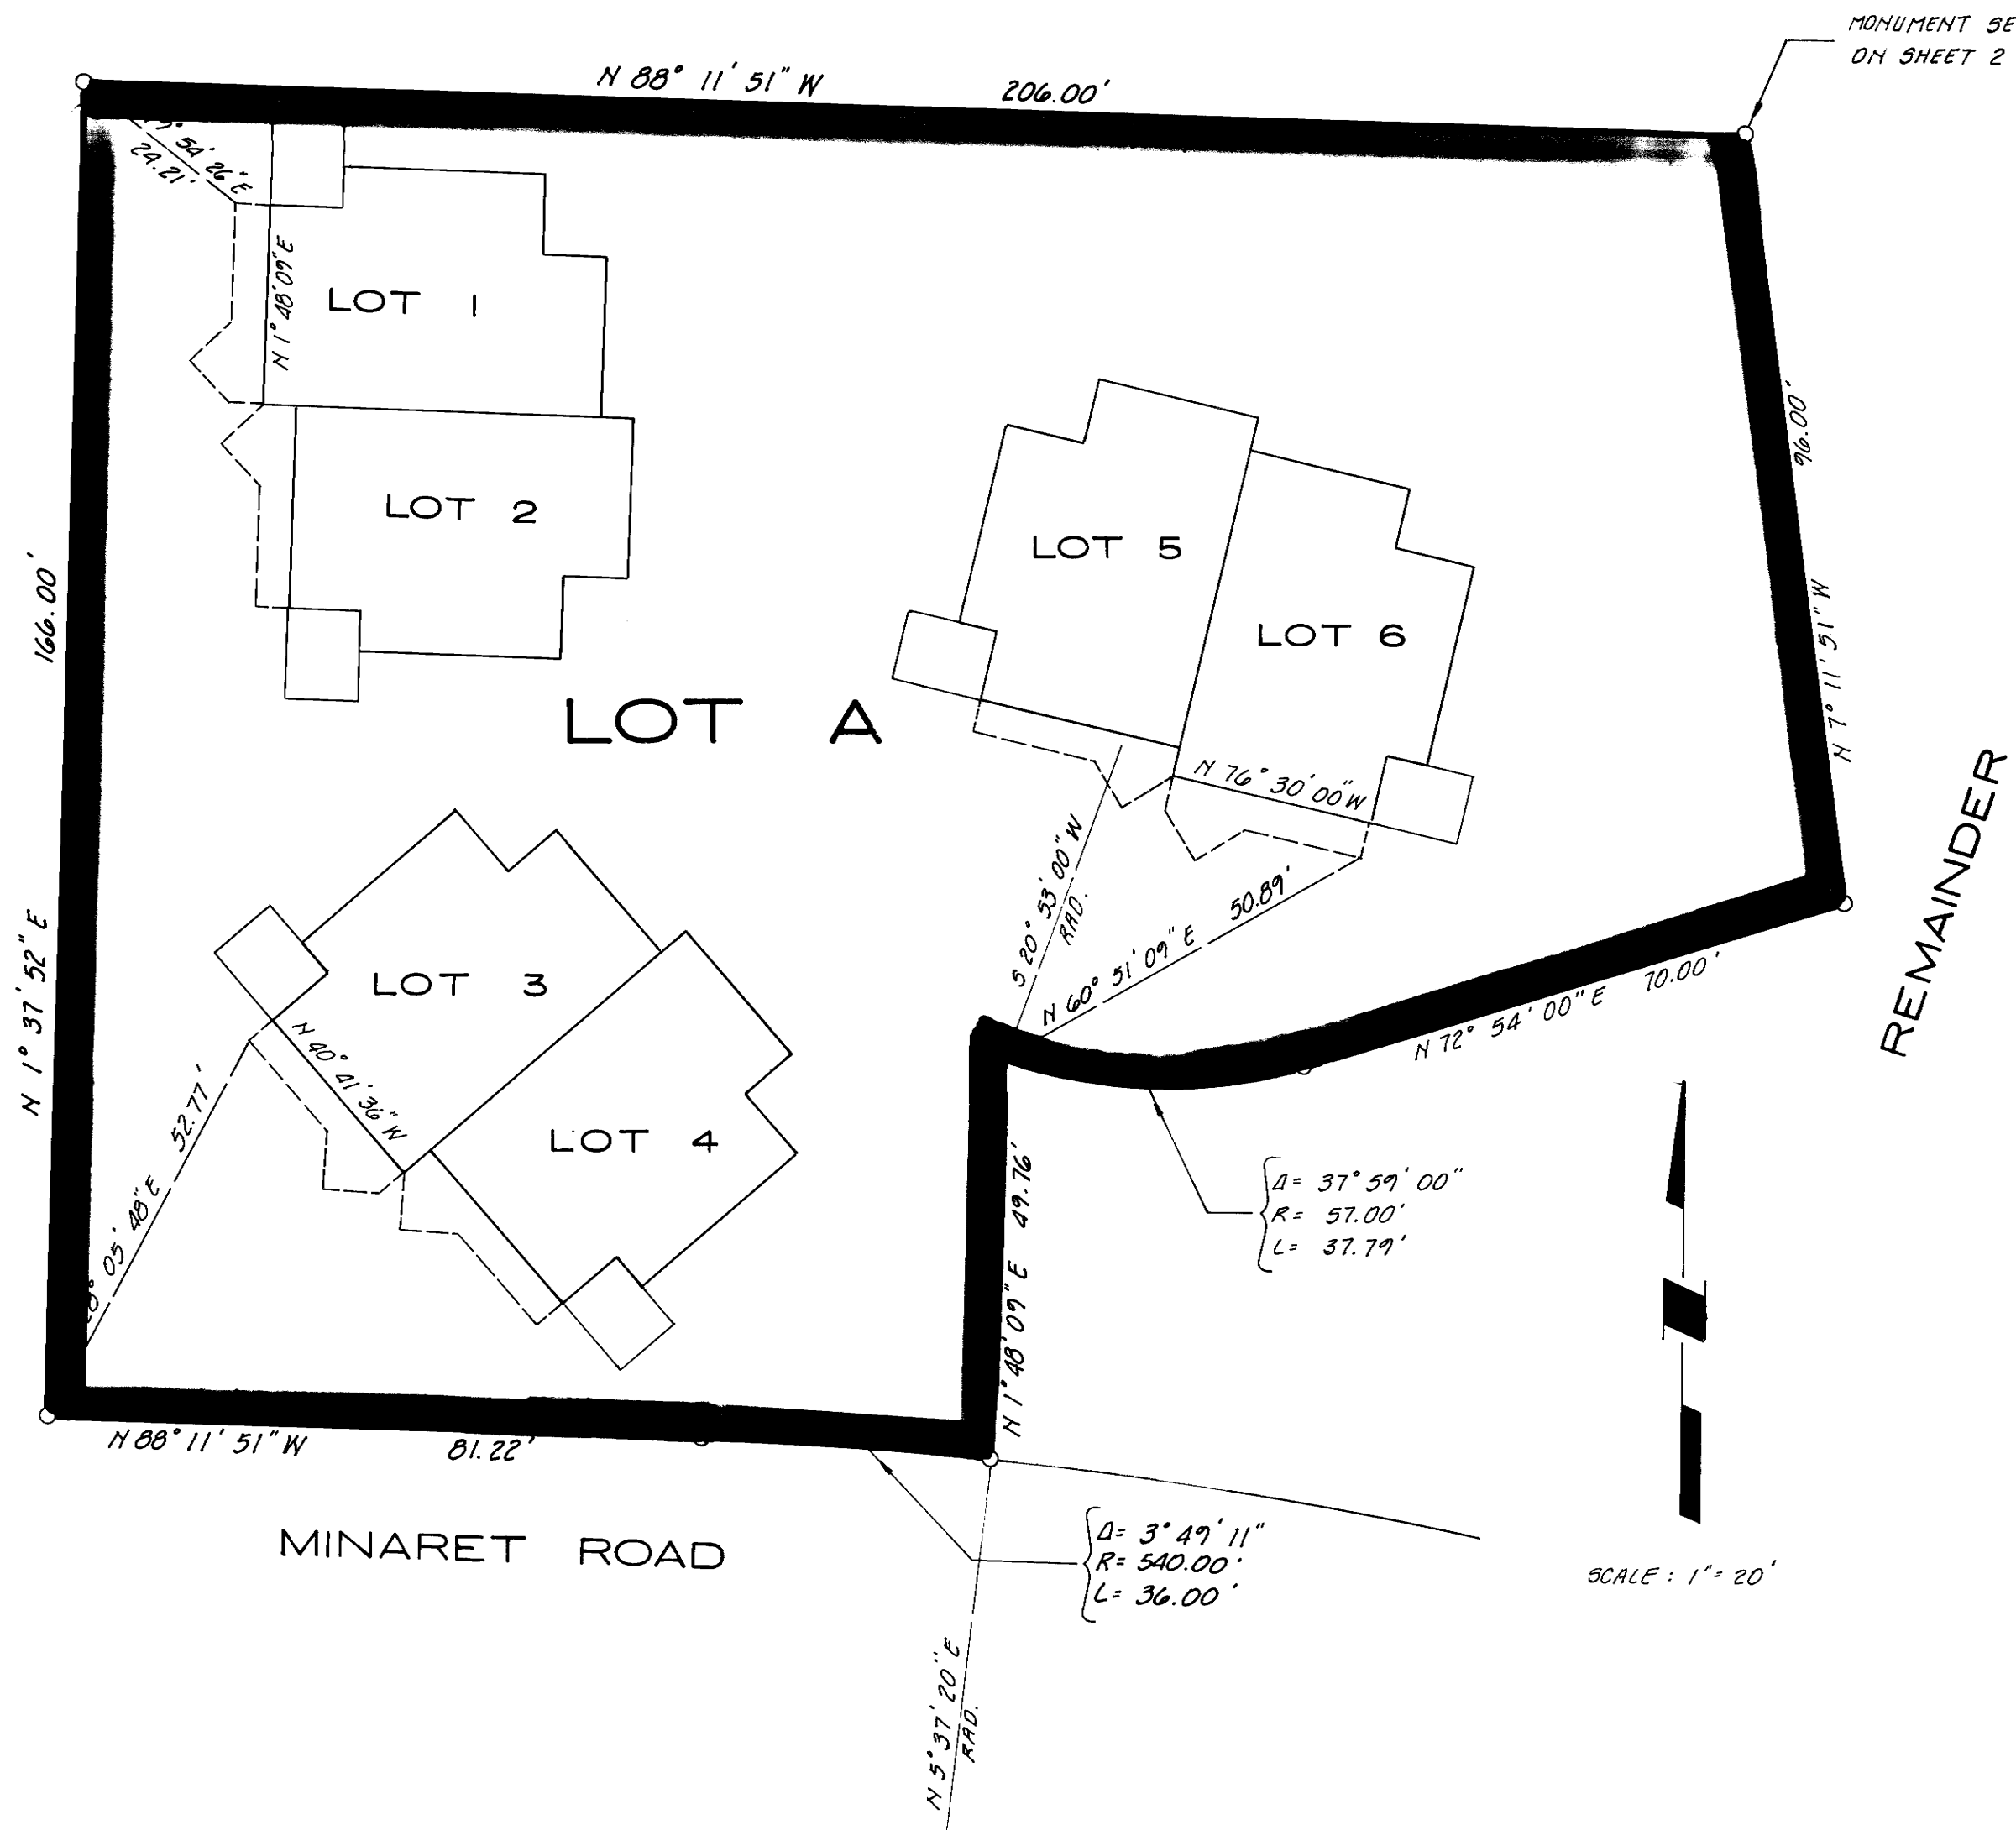 MONUMENT SE
ON SHEET 2
N 88° 11' 51" W 206.00'
54' 26" E
24.21'
N 1° 48' 09" E
LOT 1
LOT 2
96.00'
N 7° 11' 51" W
LOT 5
LOT 6
166.00'
N 1° 37' 52" E
LOT A
N 76° 30' 00" W
S 20° 53' 00" W
RAD.
N 60° 51' 09" E 50.89'
REMAINDER
N 72° 54' 00" E 70.00'
LOT 3
N 40° 41' 36" W
52.77'
05' 48" E
LOT 4
N 1° 48' 09" E 49.76'
Δ= 37° 59' 00"
R= 57.00'
L= 37.79'
N 88° 11' 51" W 81.22'
MINARET ROAD
Δ= 3° 49' 11"
R= 540.00'
L= 36.00'
SCALE : 1" = 20'
N 5° 37' 20" E
RAD.